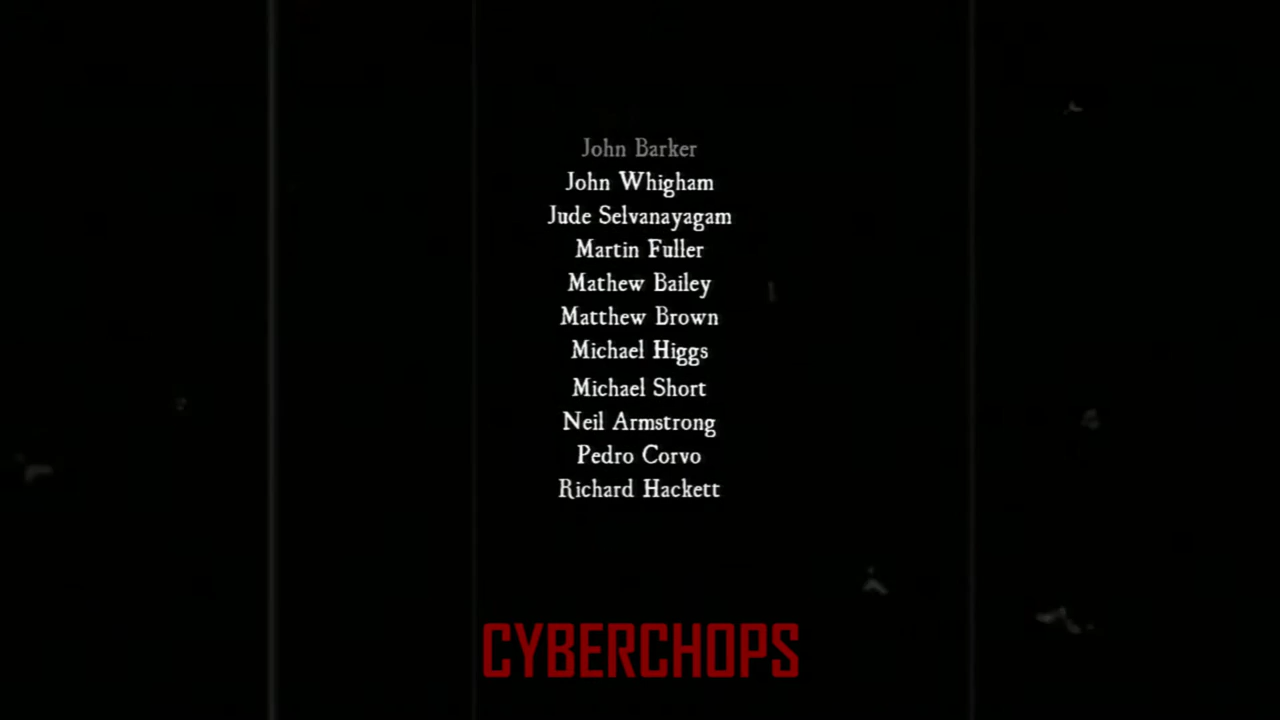 John Barker
John Whigham
Jude Selvanayagam
Martin Fuller
Mathew Bailey
Matthew Brown
Michael Higgs
Michael Short
Neil Armstrong
Pedro Corvo
Richard Hackett
CYBERCHOPS